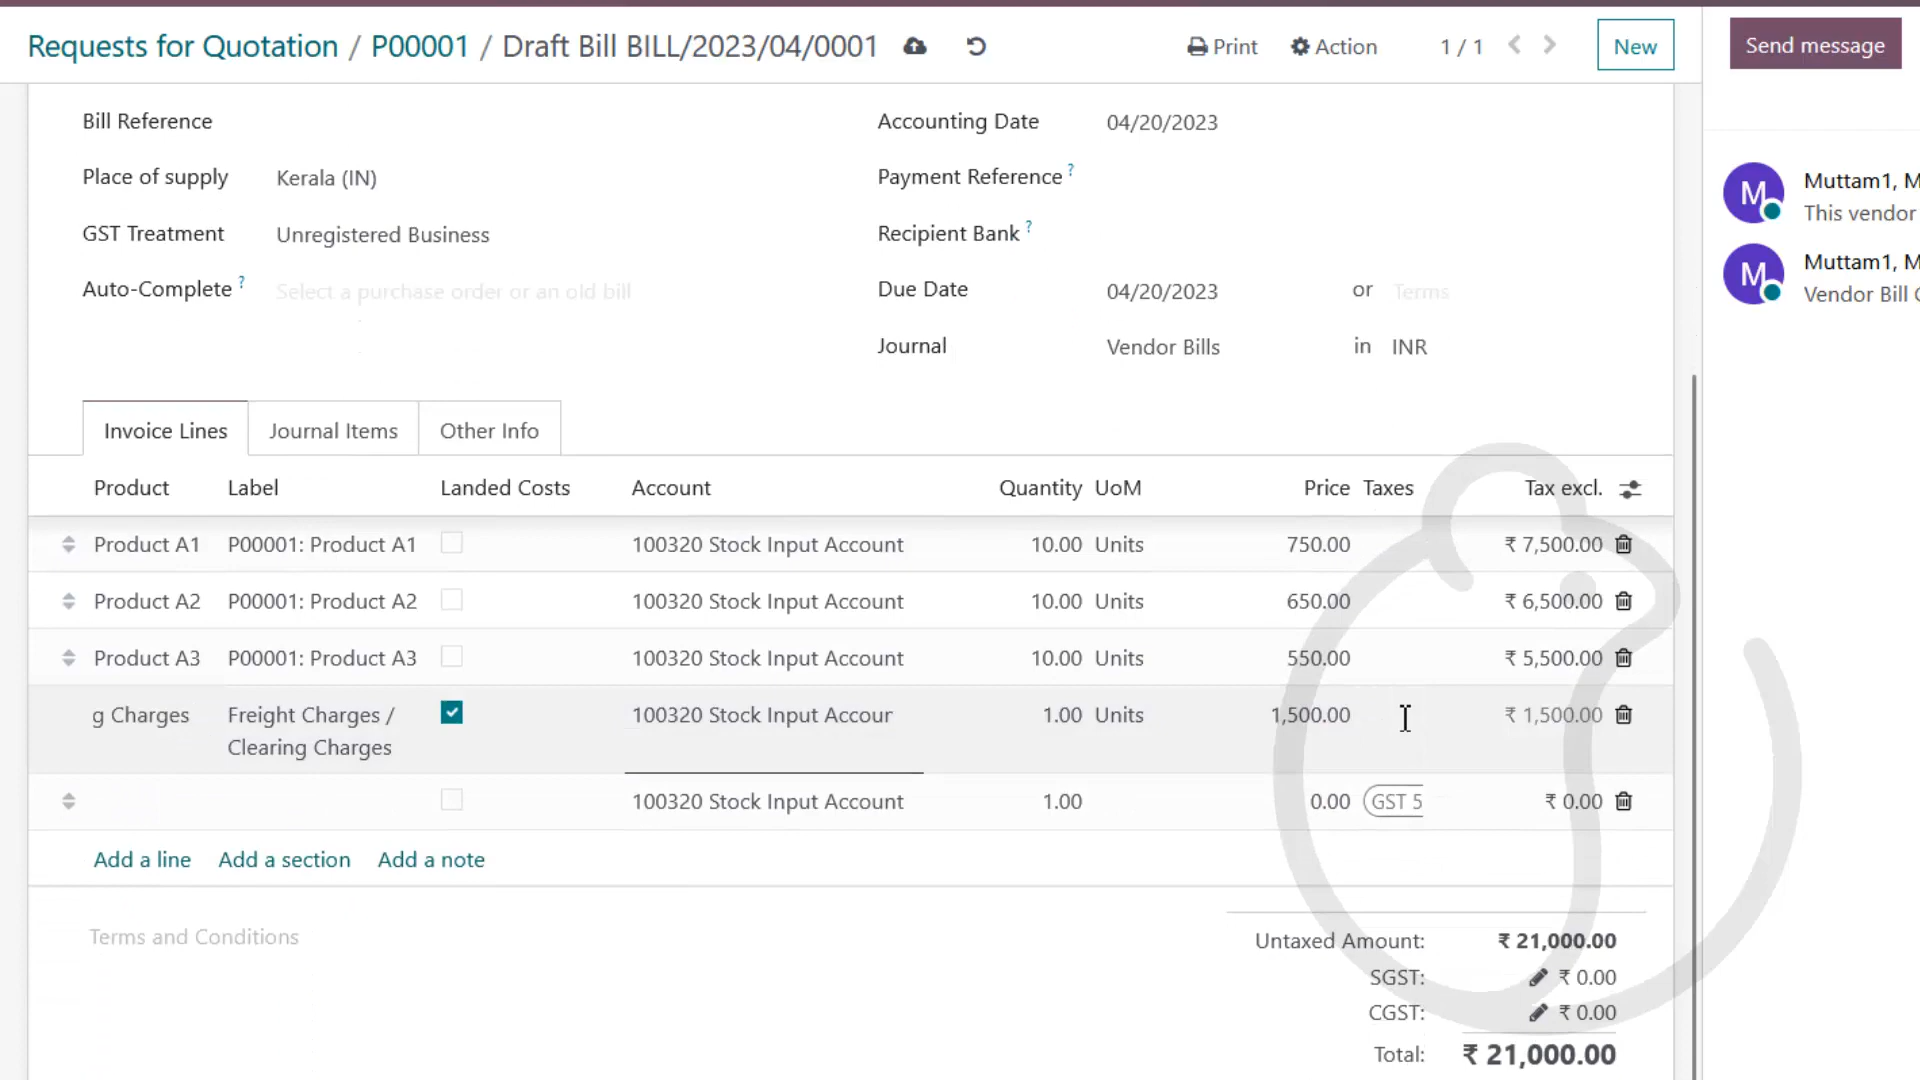 Requests for Quotation / P00001 / Draft Bill BILL/2023/04/0001 Print Action 1 / 1 New Send message
Bill Reference
Accounting Date 04/20/2023
Place of supply Kerala (IN)
Payment Reference ?
GST Treatment Unregistered Business
Recipient Bank ?
Auto-Complete ? Select a purchase order or an old bill
Due Date 04/20/2023 or Terms
Journal Vendor Bills in INR
M Muttam1, M
This vendor
M Muttam1, M
Vendor Bill C
Invoice Lines Journal Items Other Info
Product Label Landed Costs Account Quantity UoM Price Taxes Tax excl.
Product A1 P00001: Product A1 100320 Stock Input Account 10.00 Units 750.00 ₹ 7,500.00
Product A2 P00001: Product A2 100320 Stock Input Account 10.00 Units 650.00 ₹ 6,500.00
Product A3 P00001: Product A3 100320 Stock Input Account 10.00 Units 550.00 ₹ 5,500.00
g Charges Freight Charges / 100320 Stock Input Accour 1.00 Units 1,500.00 ₹ 1,500.00
Clearing Charges
100320 Stock Input Account 1.00 0.00 GST 5 ₹ 0.00
Add a line Add a section Add a note
Terms and Conditions
Untaxed Amount: ₹ 21,000.00
SGST: ₹ 0.00
CGST: ₹ 0.00
Total: ₹ 21,000.00